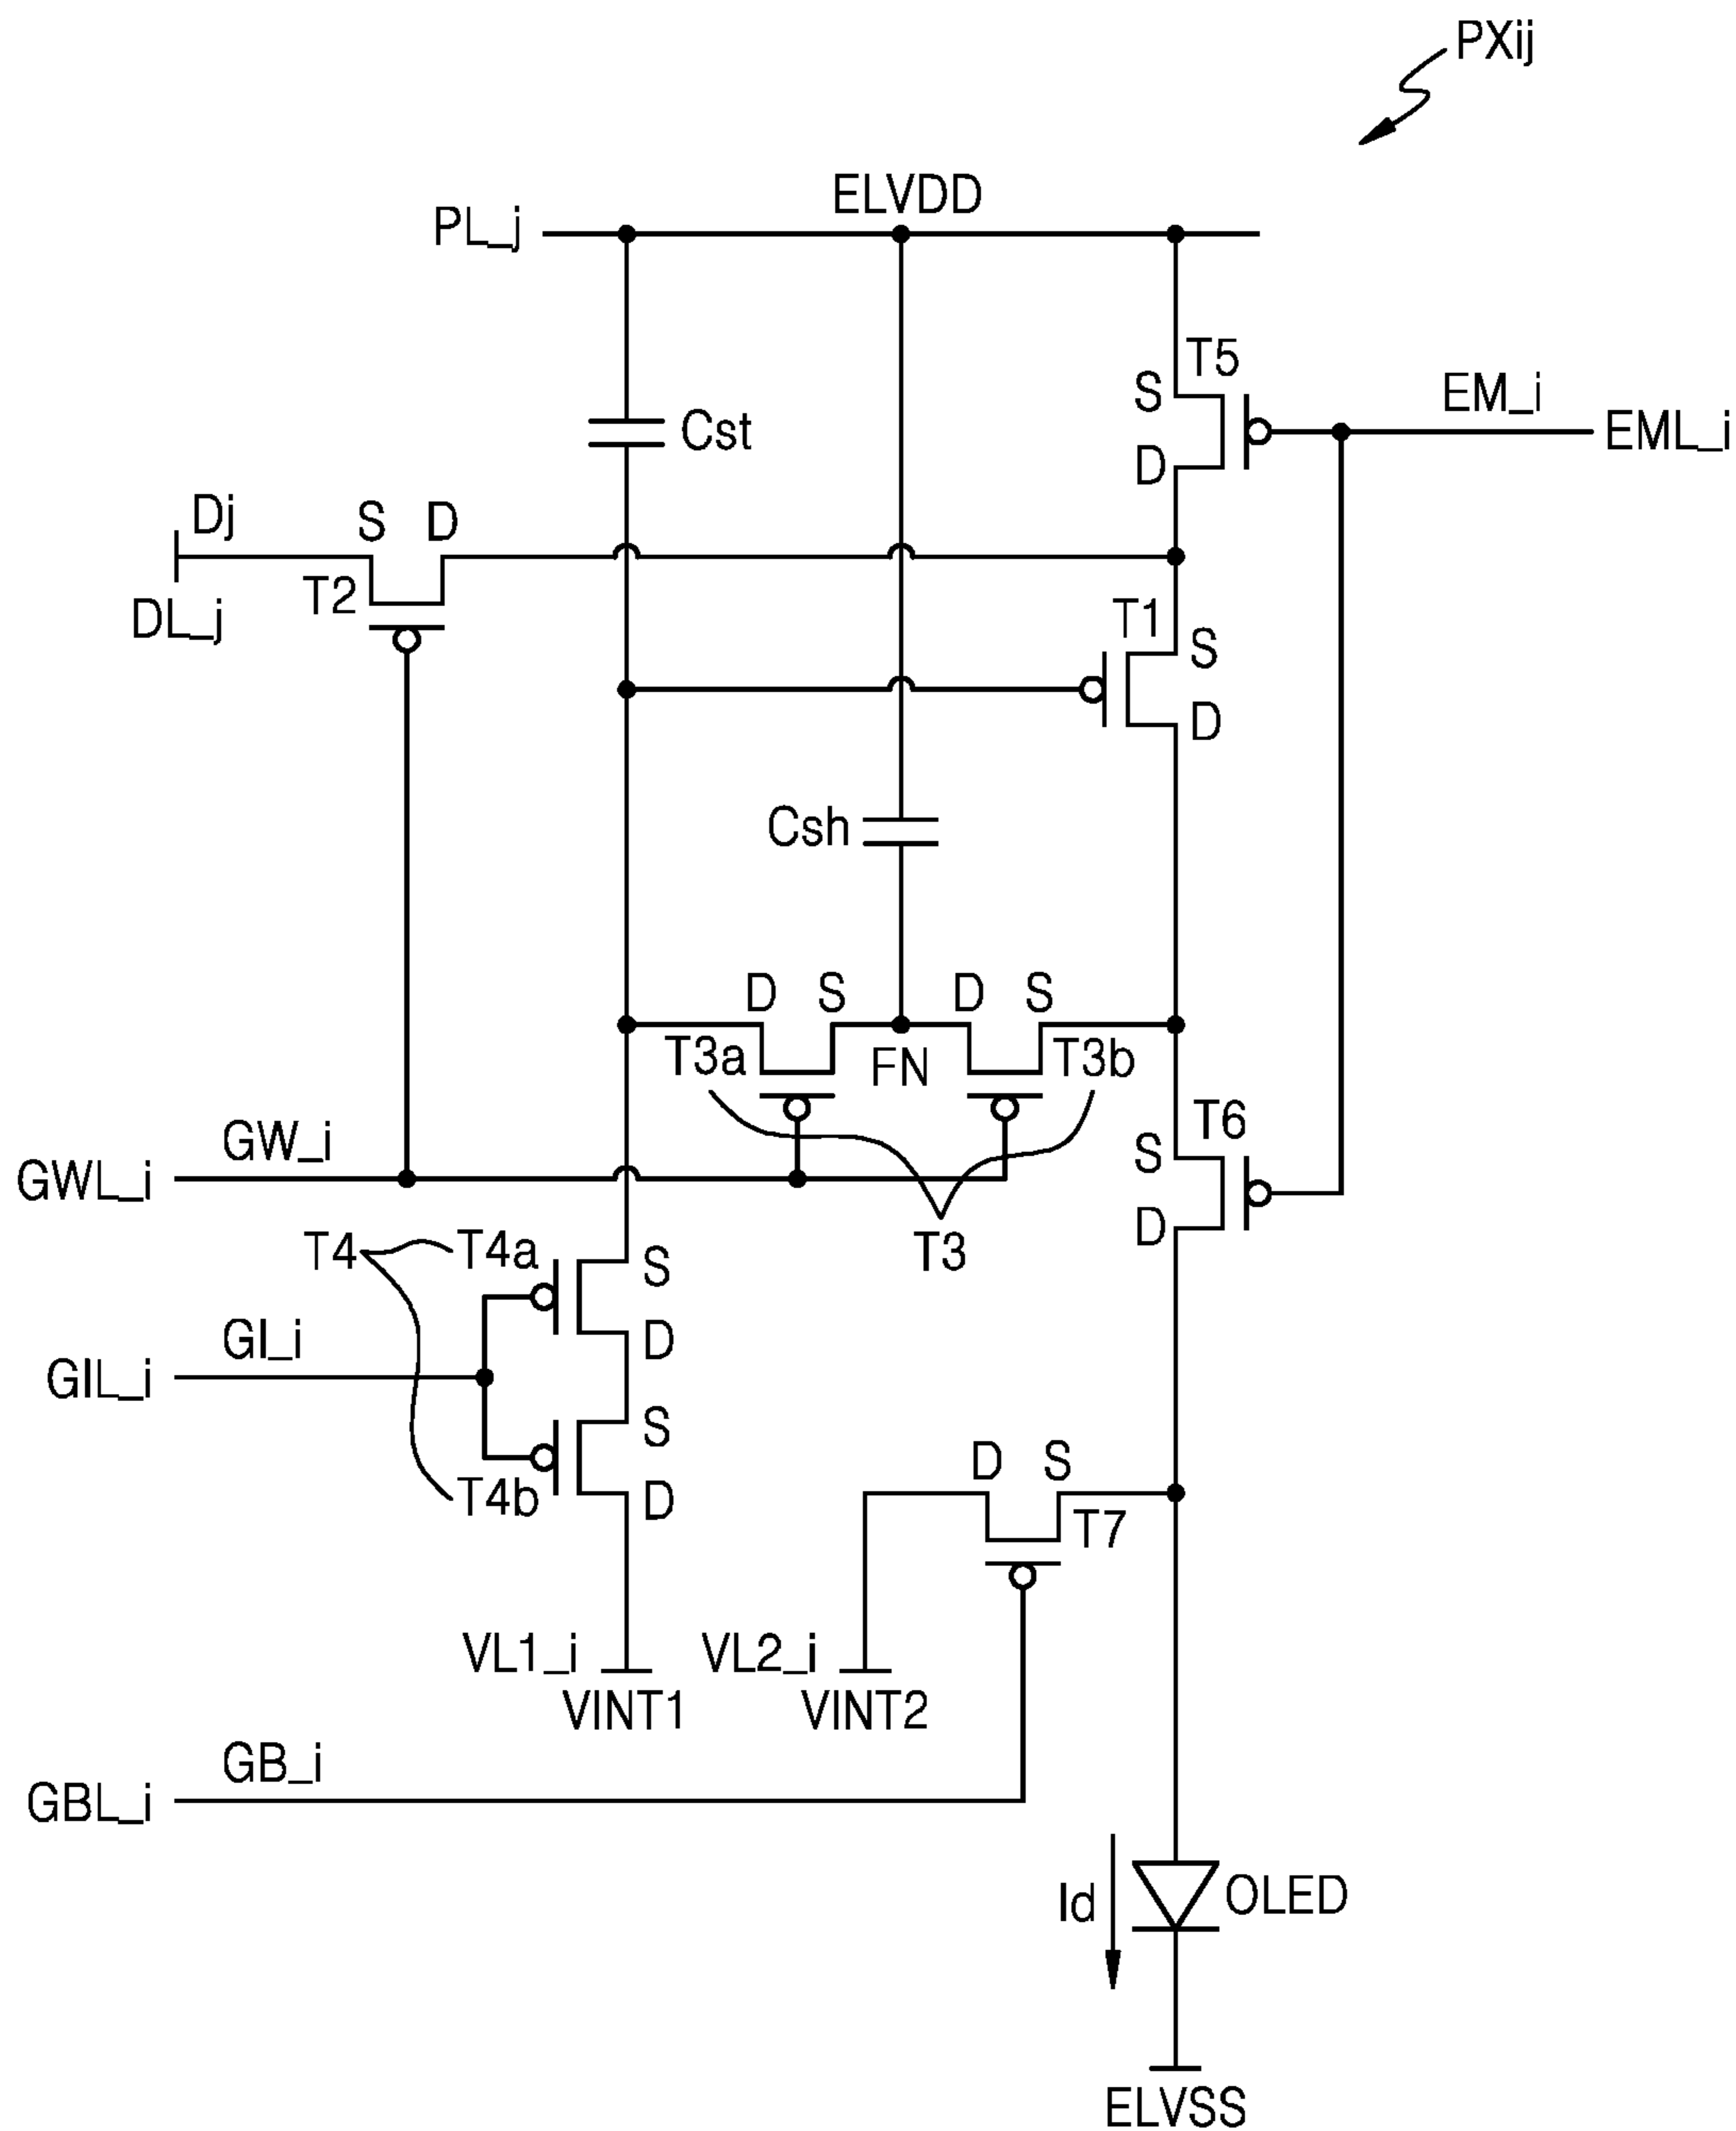 PXij
ELVDD
PL_j
T5
S
EM_i
EML_i
Cst
D
Dj
S D
T2
DL_j
T1
S
D
Csh
D S D S
T3a
FN
T3b
T6
GW_i
S
GWL_i
D
T4
T4a
S
T3
GI_i
D
GIL_i
S
D S
T4b
D
T7
VL1_i
VL2_i
VINT1
VINT2
GB_i
GBL_i
Id
OLED
ELVSS